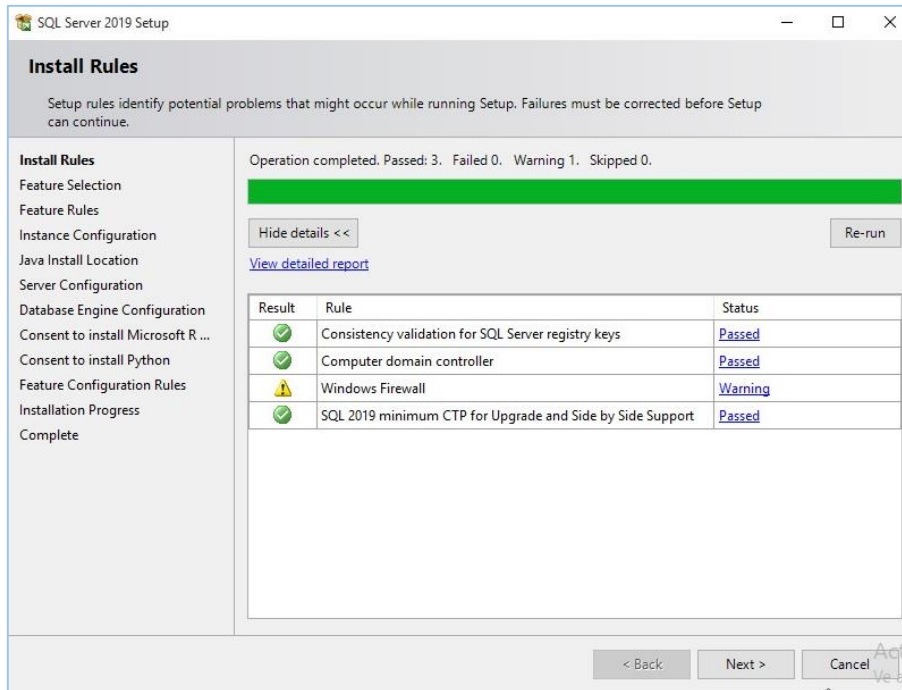 SQL Server 2019 Setup
Install Rules
Setup rules identify potential problems that might occur while running Setup. Failures must be corrected before Setup
can continue.
Install Rules
Feature Selection
Feature Rules
Instance Configuration
Java Install Location
Server Configuration
Database Engine Configuration
Consent to install Microsoft R ...
Consent to install Python
Feature Configuration Rules
Installation Progress
Complete
Operation completed. Passed: 3. Failed 0. Warning 1. Skipped 0.
Hide details <<
Re-run
View detailed report
Result Rule Status
Consistency validation for SQL Server registry keys Passed
Computer domain controller Passed
Windows Firewall Warning
SQL 2019 minimum CTP for Upgrade and Side by Side Support Passed
< Back Next > Cancel